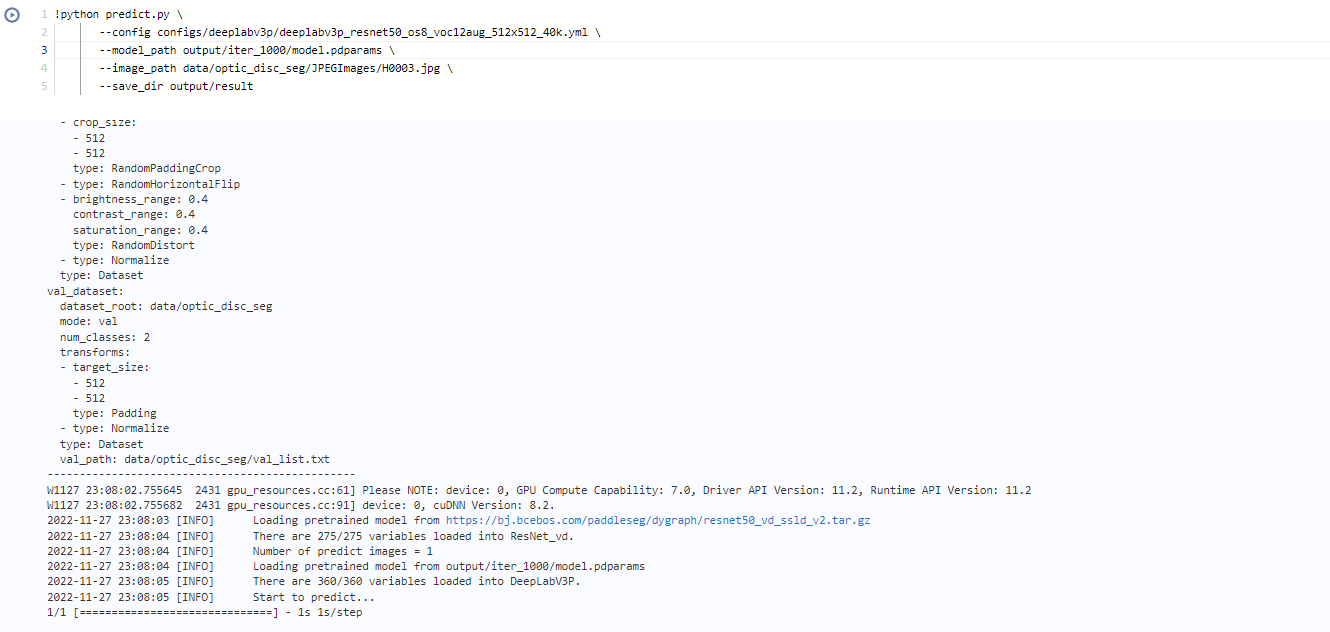 1 !python predict.py \
2 --config configs/deeplabv3p/deeplabv3p_resnet50_os8_voc12aug_512x512_40k.yml \
3 --model_path output/iter_1000/model.pdparams \
4 --image_path data/optic_disc_seg/JPEGImages/H0003.jpg \
5 --save_dir output/result
- crop_size:
- 512
- 512
type: RandomPaddingCrop
- type: RandomHorizontalFlip
- brightness_range: 0.4
contrast_range: 0.4
saturation_range: 0.4
type: RandomDistort
- type: Normalize
type: Dataset
val_dataset:
dataset_root: data/optic_disc_seg
mode: val
num_classes: 2
transforms:
- target_size:
- 512
- 512
type: Padding
- type: Normalize
type: Dataset
val_path: data/optic_disc_seg/val_list.txt
------------------------------------------------
W1127 23:08:02.755645  2431 gpu_resources.cc:61] Please NOTE: device: 0, GPU Compute Capability: 7.0, Driver API Version: 11.2, Runtime API Version: 11.2
W1127 23:08:02.755682  2431 gpu_resources.cc:91] device: 0, cuDNN Version: 8.2.
2022-11-27 23:08:03 [INFO] Loading pretrained model from https://bj.bcebos.com/paddleseg/dygraph/resnet50_vd_ssld_v2.tar.gz
2022-11-27 23:08:04 [INFO] There are 275/275 variables loaded into ResNet_vd.
2022-11-27 23:08:04 [INFO] Number of predict images = 1
2022-11-27 23:08:04 [INFO] Loading pretrained model from output/iter_1000/model.pdparams
2022-11-27 23:08:05 [INFO] There are 360/360 variables loaded into DeepLabV3P.
2022-11-27 23:08:05 [INFO] Start to predict...
1/1 [==============================] - 1s 1s/step